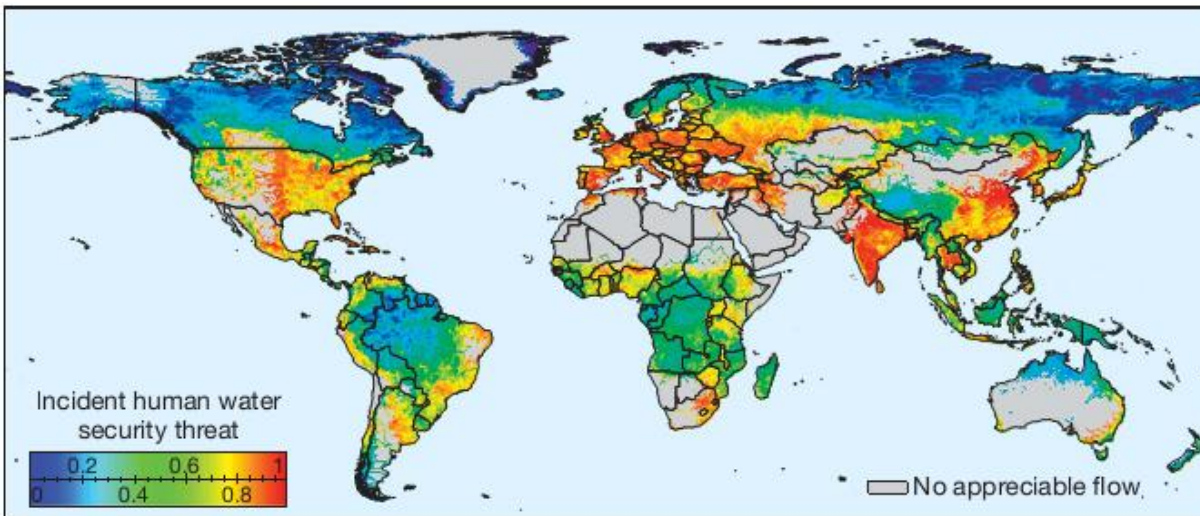 Incident human water
security threat
0.2 0.6 1
0 0.4 0.8
No appreciable flow